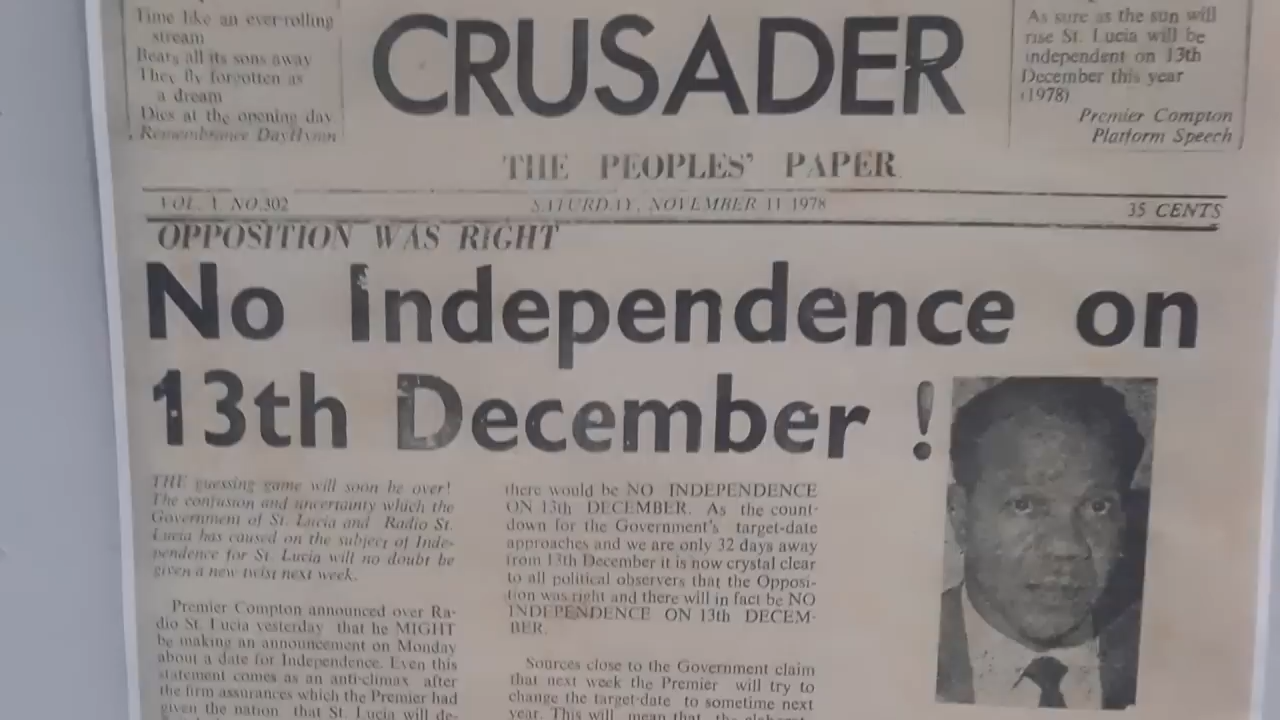 Time like an ever-rolling
stream
Bears all its sons away
They fly forgotten as
a dream
Dies at the opening day
Remembrance Day Hymn
CRUSADER
As sure as the sun will
rise St. Lucia will be
independent on 13th
December this year
(1978)
Premier Compton
Platform Speech
THE PEOPLES' PAPER
VOL. NO.302
SATURDAY, NOVEMBER 11 1978
35 CENTS
OPPOSITION WAS RIGHT
No Independence on
13th December !
THE guessing game will soon be over!
The confusion and uncertainty which the
Government of St. Lucia and Radio St.
Lucia has caused on the subject of Inde-
pendence for St. Lucia will no doubt be
given a new twist next week.
Premier Compton announced over Ra-
dio St. Lucia yesterday that he MIGHT
be making an announcement on Monday
about a date for Independence. Even this
statement comes as an anti-climax after
the firm assurances which the Premier had
given the nation that St. Lucia will de-
there would be NO INDEPENDENCE
ON 13th DECEMBER. As the count-
down for the Government's target-date
approaches and we are only 32 days away
from 13th December it is now crystal clear
to all political observers that the Opposi-
tion was right and there will in fact be NO
INDEPENDENCE ON 13th DECEM-
BER.
Sources close to the Government claim
that next week the Premier will try to
change the target-date to sometime next
year. This will mean that the